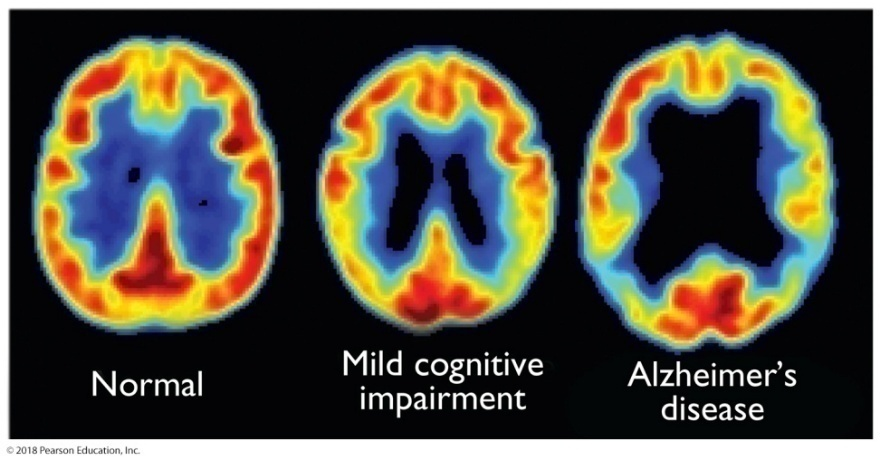 Normal
Mild cognitive
impairment
Alzheimer's
disease
© 2018 Pearson Education, Inc.